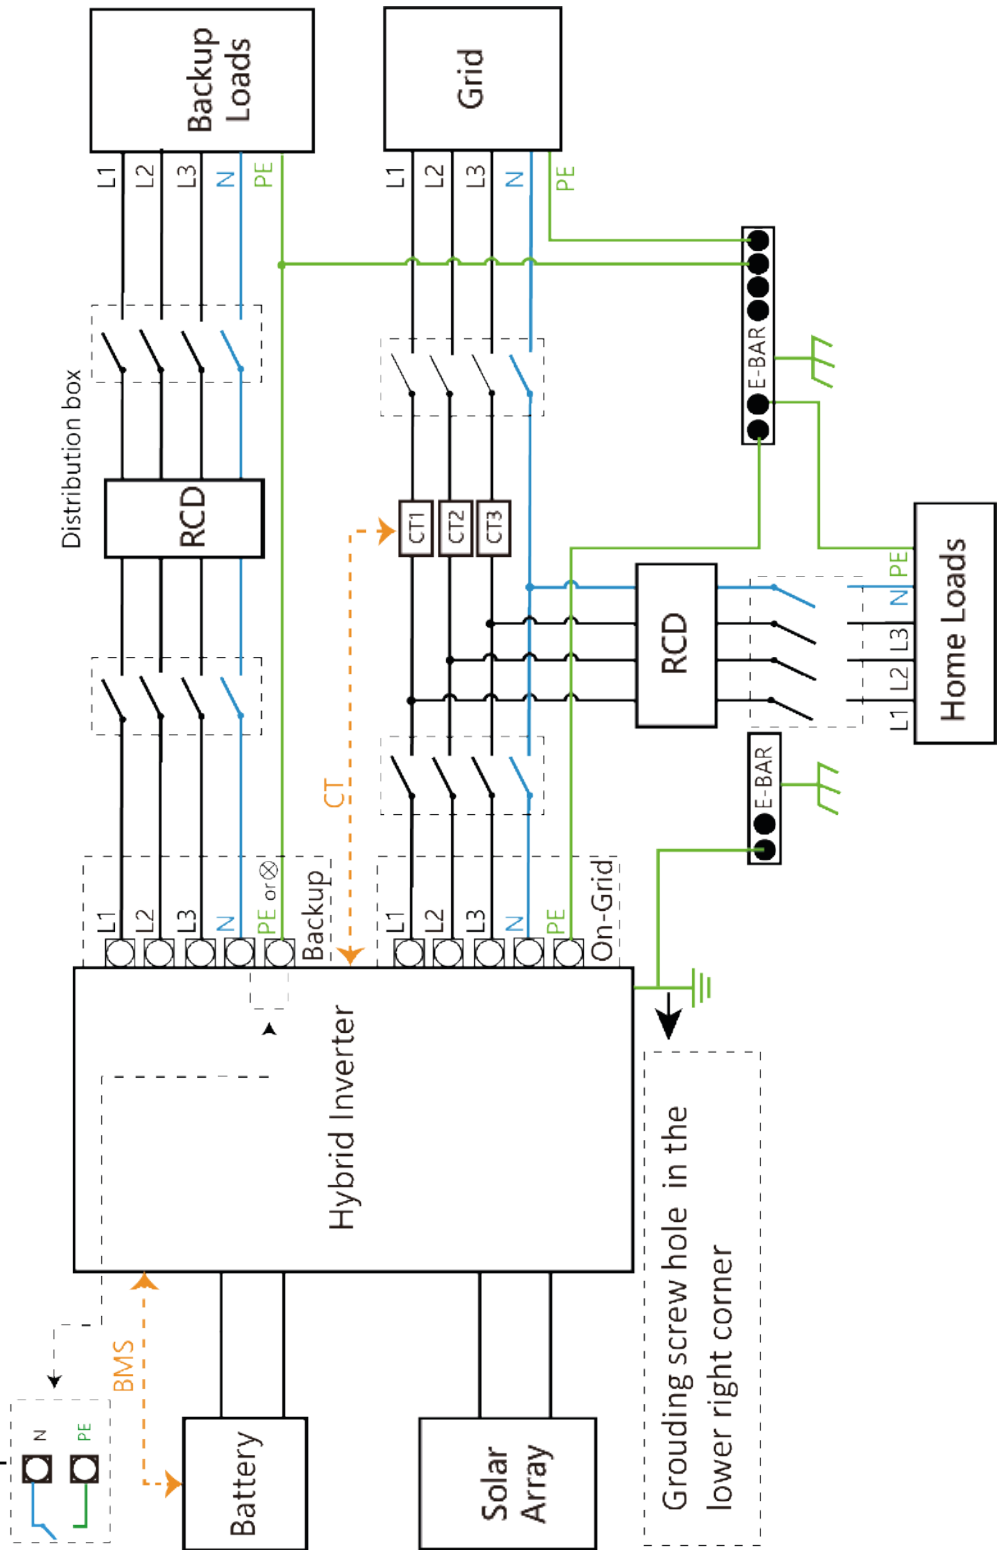 Backup
Loads
L1
L2
L3
N
PE
Distribution box
RCD
L1
L2
L3
N
PE or
Backup
Grid
L1
L2
L3
N
PE
CT1
CT2
CT3
CT
L1
L2
L3
N
PE
On-Grid
E-BAR
RCD
Home Loads
L1
L2
L3
N
PE
E-BAR
Hybrid Inverter
Grouding screw hole in the
lower right corner
BMS
N
PE
Battery
Solar
Array